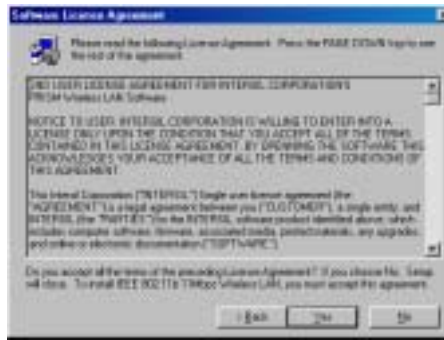 Software License Agreement
Please read the following License Agreement. Press the PAGE DOWN key to see
the rest of the agreement.
END USER LICENSE AGREEMENT FOR INTERSIL CORPORATION'S
PRISM Wireless LAN Software
NOTICE TO USER: INTERSIL CORPORATION IS WILLING TO ENTER INTO A
LICENSE ONLY UPON THE CONDITION THAT YOU ACCEPT ALL OF THE TERMS
CONTAINED IN THIS LICENSE AGREEMENT. BY OPENING THE SOFTWARE THIS
ACKNOWLEDGES YOUR ACCEPTANCE OF ALL THE TERMS AND CONDITIONS OF
THIS AGREEMENT.
This Intersil Corporation ("INTERSIL") Single user license agreement (the
"AGREEMENT") is a legal agreement between you ("CUSTOMER"), a single entity, and
INTERSIL (the "PARTIES") for the INTERSIL software product identified above, which
includes computer software, firmware, associated media, printed materials, any upgrades,
and online or electronic documentation ("SOFTWARE").
Do you accept all the terms of the preceding License Agreement? If you choose No, Setup
will close. To install IEEE 802.11b 11Mbps Wireless LAN, you must accept this agreement.
< Back
Yes
No